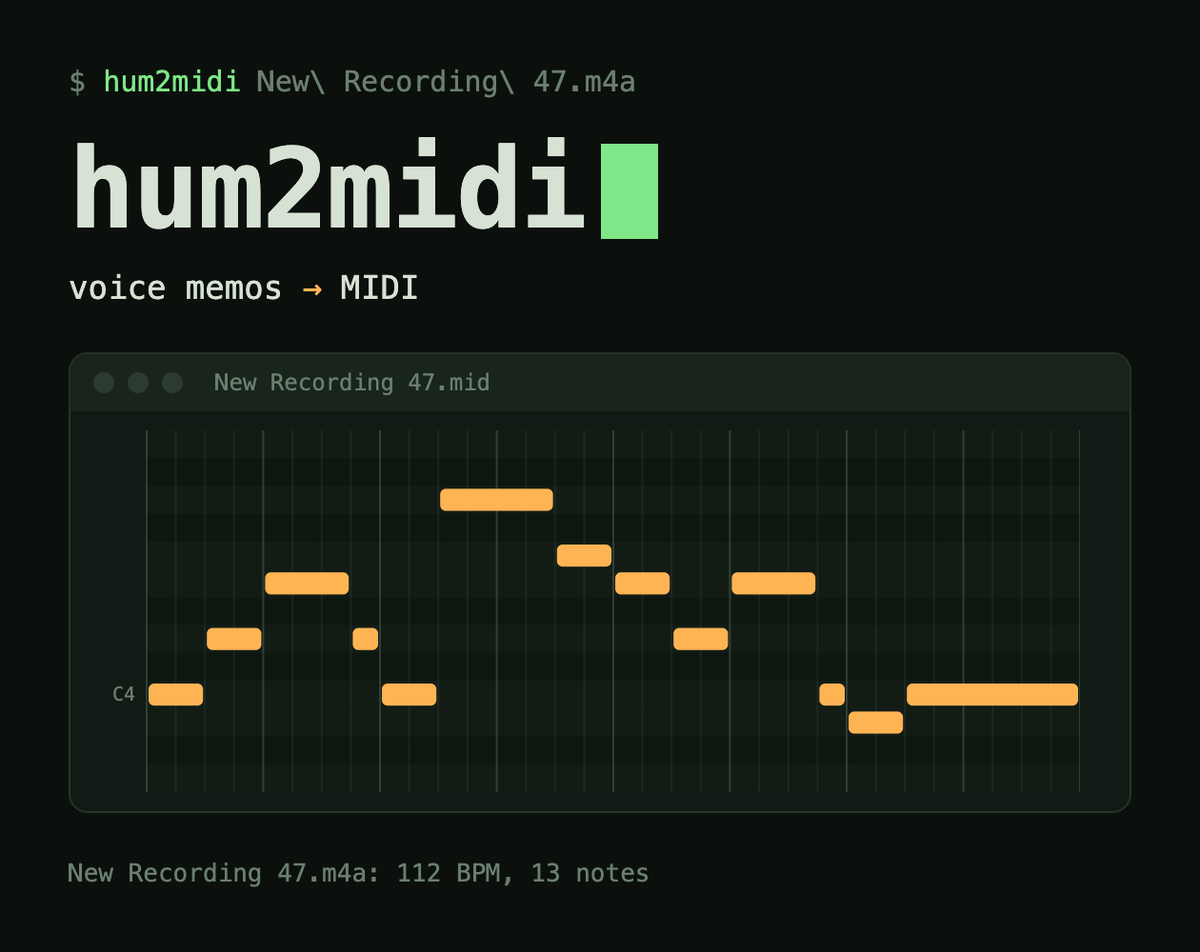 $ hum2midi New\ Recording\ 47.m4a
hum2midi
voice memos → MIDI
New Recording 47.mid
C4
New Recording 47.m4a: 112 BPM, 13 notes